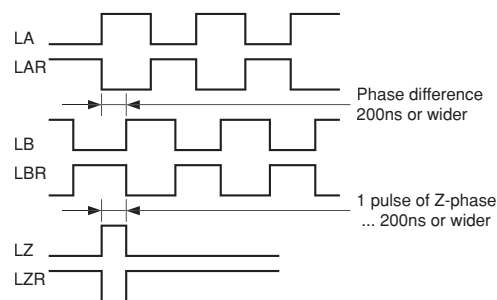 LA
LAR
Phase difference
200ns or wider
LB
LBR
1 pulse of Z-phase
... 200ns or wider
LZ
LZR